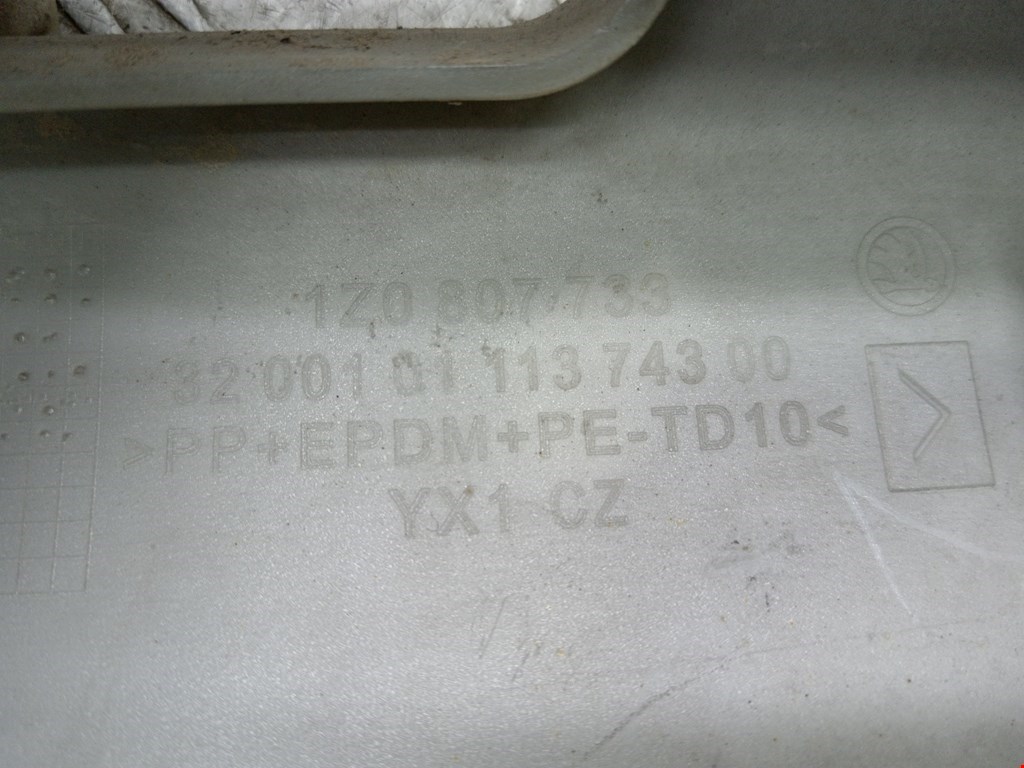 1Z0 807 733
32 001 01 113 743 00
>PP+EPDM+PE-TD10<
YX1 CZ